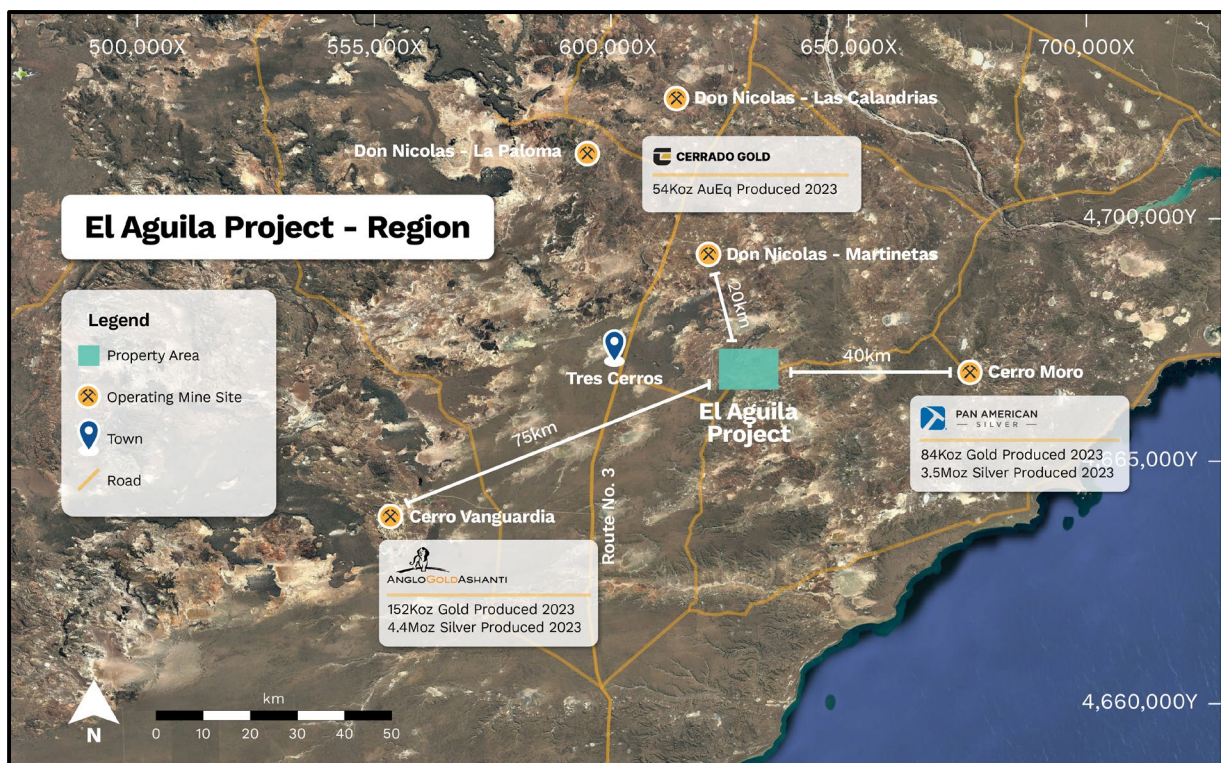 500,000X
555,000X
600,000X
650,000X
700,000X
Don Nicolas - Las Calandrias
Don Nicolas - La Paloma
CERRADO GOLD
54Koz AuEq Produced 2023
El Aguila Project - Region
4,700,000Y
Don Nicolas - Martinetas
20km
Legend
Property Area
Operating Mine Site
Town
Road
Tres Cerros
40km
Cerro Moro
El Aguila
Project
PAN AMERICAN
SILVER
84Koz Gold Produced 2023
3.5Moz Silver Produced 2023
665,000Y
75km
Route No. 3
Cerro Vanguardia
ANGLOGOLDASHANTI
152Koz Gold Produced 2023
4.4Moz Silver Produced 2023
N
km
0 10 20 30 40 50
4,660,000Y